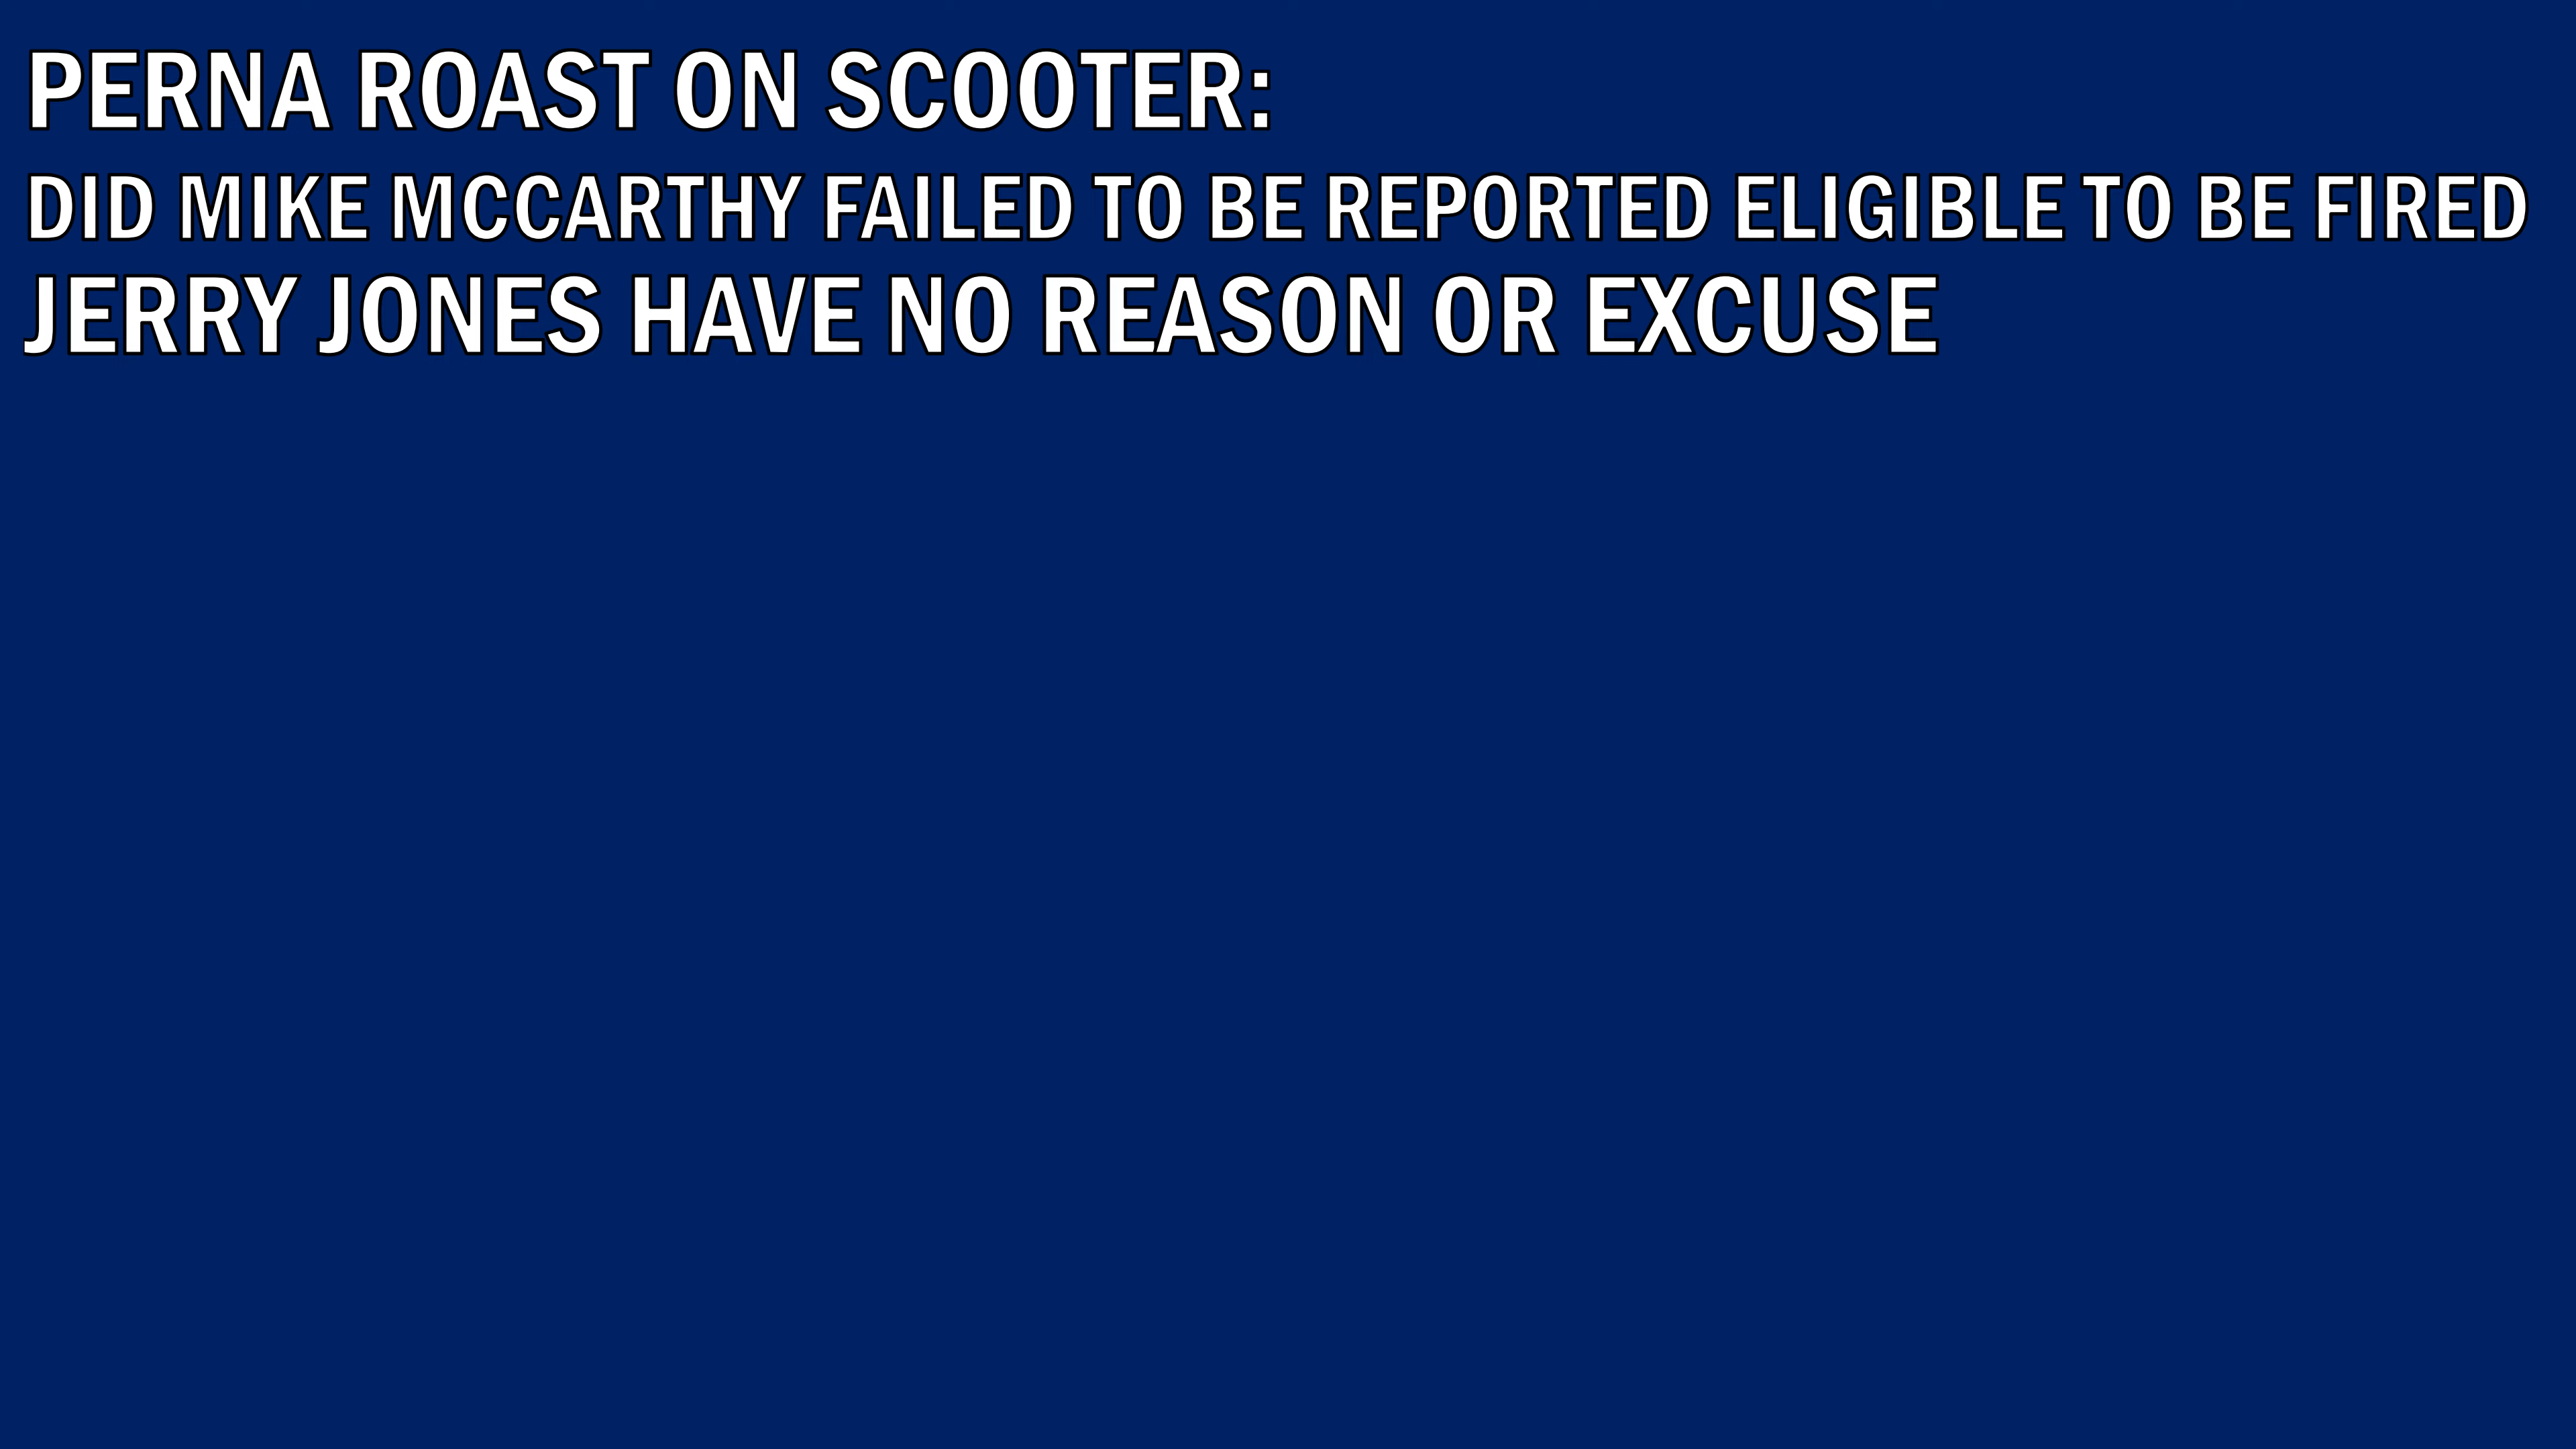 PERNA ROAST ON SCOOTER:
DID MIKE MCCARTHY FAILED TO BE REPORTED ELIGIBLE TO BE FIRED
JERRY JONES HAVE NO REASON OR EXCUSE